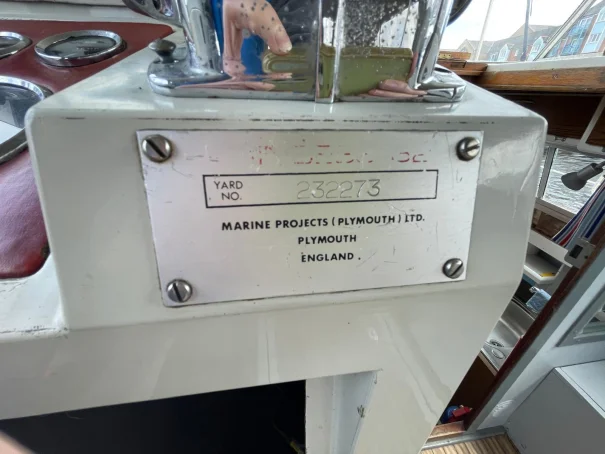 YARD
NO.
232273
MARINE PROJECTS (PLYMOUTH) LTD.
PLYMOUTH
ENGLAND.